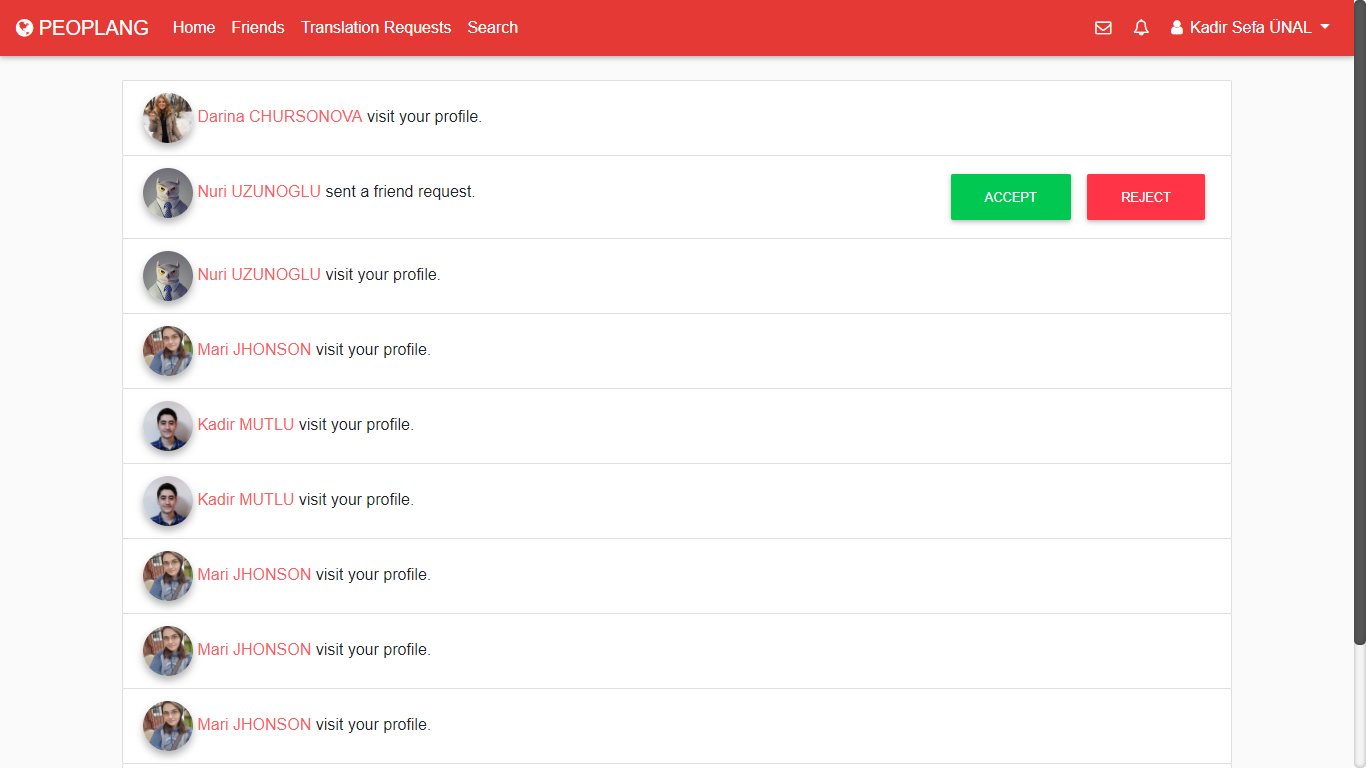 PEOPLANG Home Friends Translation Requests Search Kadir Sefa ÜNAL
Darina CHURSONOVA visit your profile.
Nuri UZUNOGLU sent a friend request. ACCEPT REJECT
Nuri UZUNOGLU visit your profile.
Mari JHONSON visit your profile.
Kadir MUTLU visit your profile.
Kadir MUTLU visit your profile.
Mari JHONSON visit your profile.
Mari JHONSON visit your profile.
Mari JHONSON visit your profile.